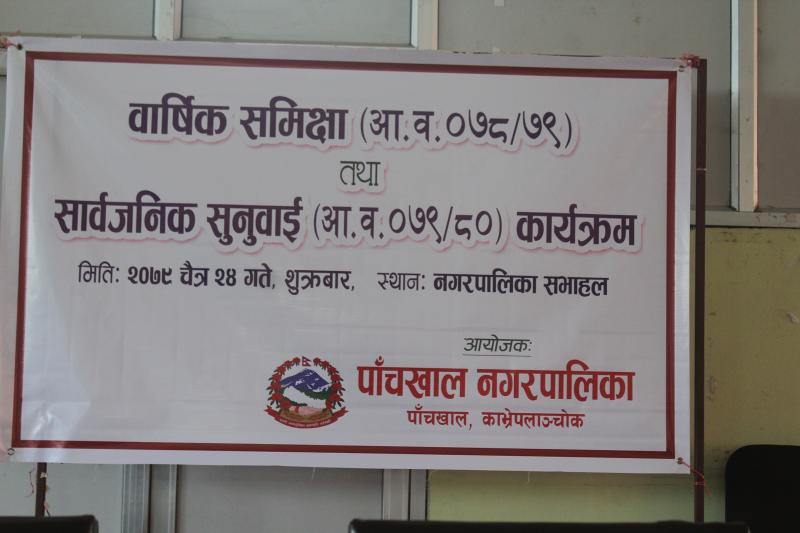 वार्षिक समिक्षा (आ.व.०७८/७९)
तथा
सार्वजनिक सुनुवाई (आ.व.०७९/८०) कार्यक्रम
मिति: २०७९ चैत्र २४ गते, शुक्रबार, स्थान: नगरपालिका सभाहल
आयोजक:
पाँचखाल नगरपालिका
पाँचखाल, काभ्रेपलाञ्चोक